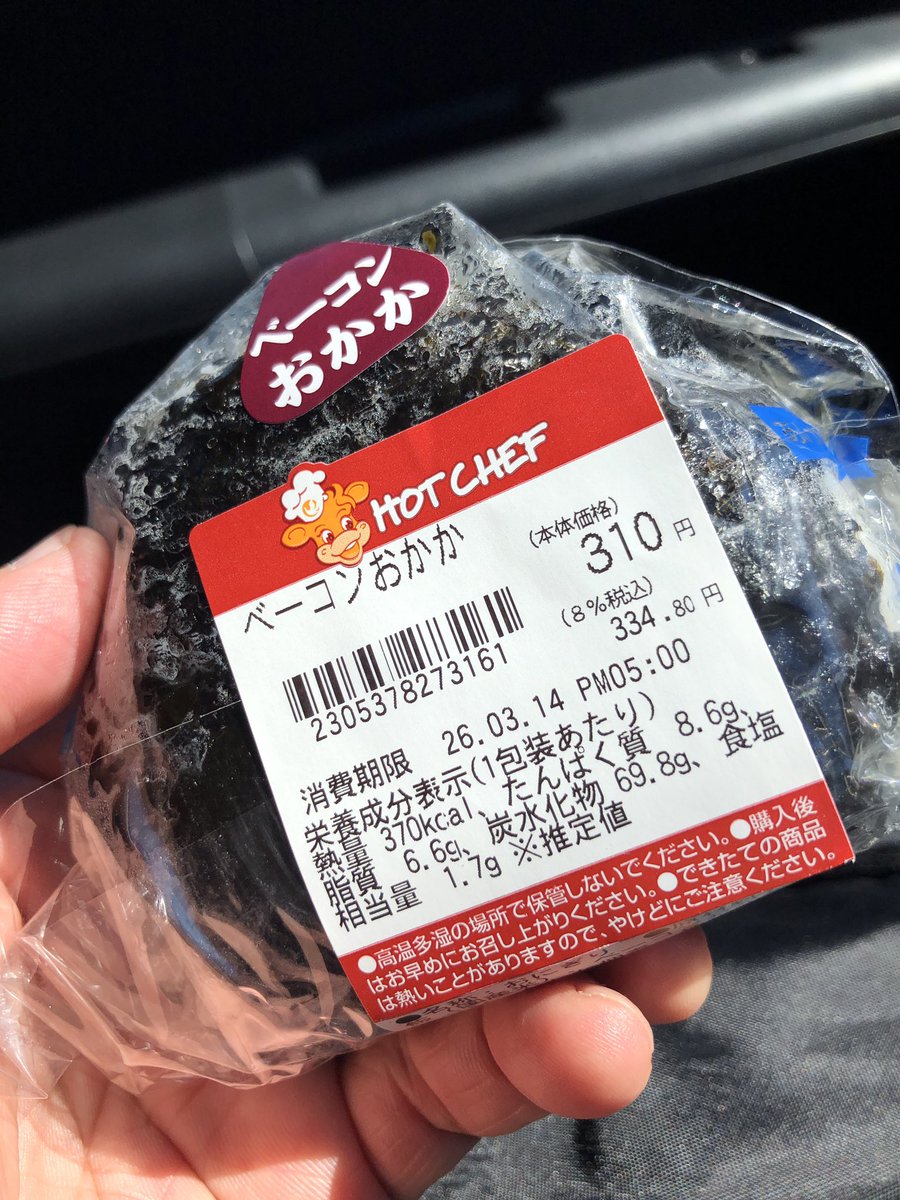 ベーコン
おかか
HOT CHEF
ベーコンおかか
(本体価格)
310 円
(8%税込)
334.80 円
2305378273161
消費期限 26.03.14 PM05:00
栄養成分表示(1包装あたり)
熱量 370kcal、たんぱく質 8.6g、
脂質 6.6g、炭水化物 69.8g、食塩
相当量 1.7g ※推定値
●高温多湿の場所で保管しないでください。●購入後
はお早めにお召し上がりください。●できたての商品
は熱いことがありますので、やけどにご注意ください。